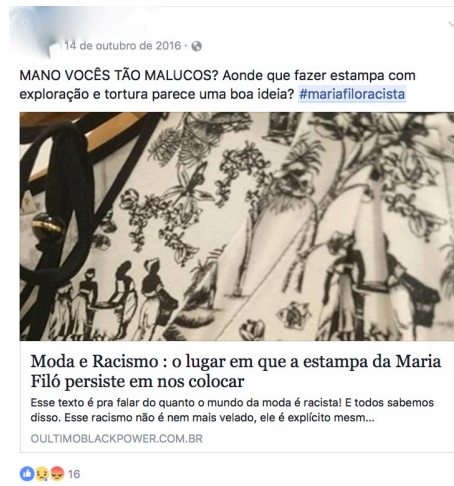 14 de outubro de 2016 ·
MANO VOCÊS TÃO MALUCOS? Aonde que fazer estampa com
exploração e tortura parece uma boa ideia? #mariafiloracista
Moda e Racismo : o lugar em que a estampa da Maria
Filó persiste em nos colocar
Esse texto é pra falar do quanto o mundo da moda é racista! E todos sabemos
disso. Esse racismo não é nem mais velado, ele é explícito mesm...
OULTIMOBLACKPOWER.COM.BR
16